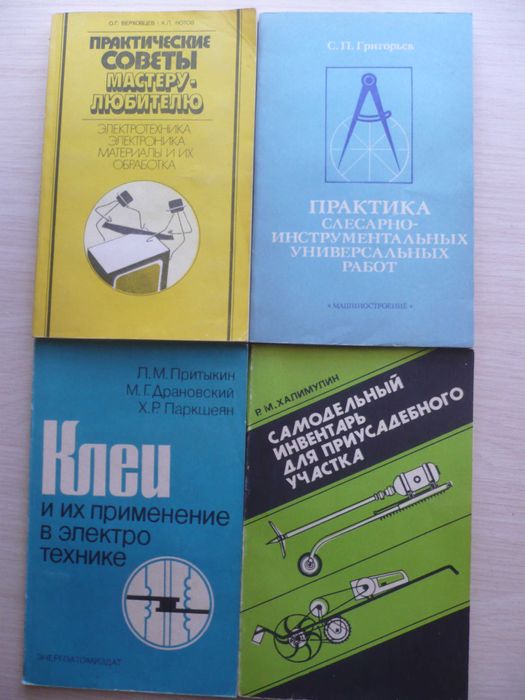 О.Г. ВЕРХОВЦЕВ · К.П. ЛЮТОВ
ПРАКТИЧЕСКИЕ
СОВЕТЫ
МАСТЕРУ-
ЛЮБИТЕЛЮ
ЭЛЕКТРОТЕХНИКА
ЭЛЕКТРОНИКА
МАТЕРИАЛЫ И ИХ
ОБРАБОТКА
С. П. Григорьев
ПРАКТИКА
СЛЕСАРНО-
ИНСТРУМЕНТАЛЬНЫХ
УНИВЕРСАЛЬНЫХ
РАБОТ
«МАШИНОСТРОЕНИЕ»
Л. М. Притыкин
М. Г. Драновский
Х. Р. Паркшеян
Клеи
и их применение
в электро
технике
ЭНЕРГОАТОМИЗДАТ
Р. М. ХАЛИМУЛИН
САМОДЕЛЬНЫЙ
ИНВЕНТАРЬ
ДЛЯ ПРИУСАДЕБНОГО
УЧАСТКА